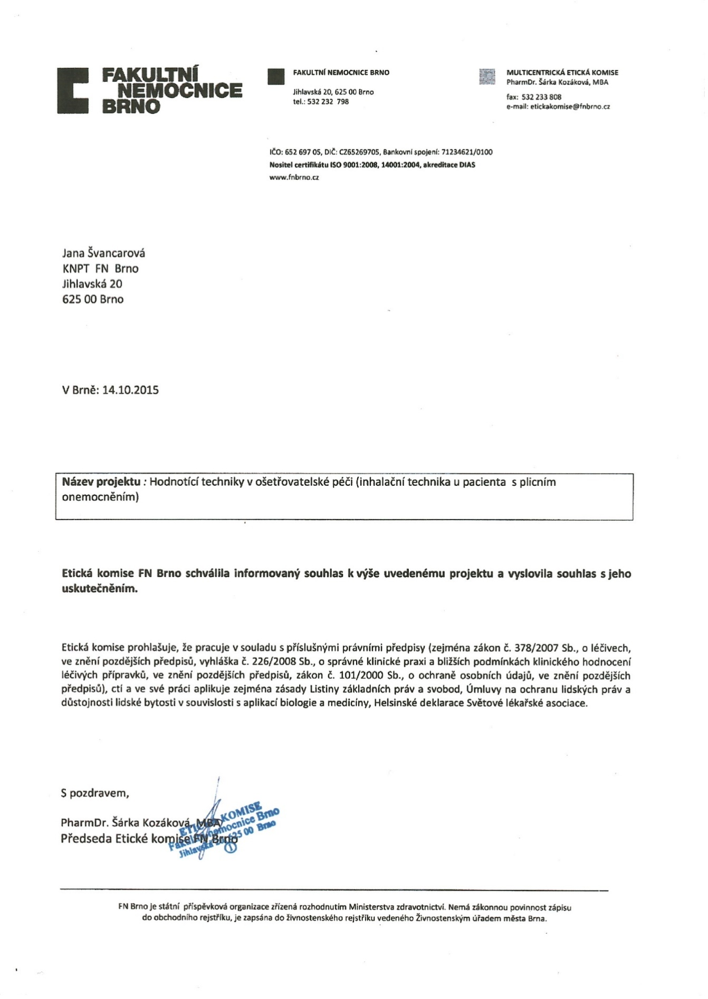 FAKULTNÍ
NEMOCNICE
BRNO
FAKULTNÍ NEMOCNICE BRNO
Jihlavská 20, 625 00 Brno
tel.: 532 232 798
MULTICENTRICKÁ ETICKÁ KOMISE
PharmDr. Šárka Kozáková, MBA
fax: 532 233 808
e-mail: etickakomise@fnbrno.cz
IČO: 652 697 05, DIČ: CZ65269705, Bankovní spojení: 71234621/0100
Nositel certifikátu ISO 9001:2008, 14001:2004, akreditace DIAS
www.fnbrno.cz
Jana Švancarová
KNPT FN Brno
Jihlavská 20
625 00 Brno
V Brně: 14.10.2015
Název projektu : Hodnotící techniky v ošetřovatelské péči (inhalační technika u pacienta s plicním
onemocněním)
Etická komise FN Brno schválila informovaný souhlas k výše uvedenému projektu a vyslovila souhlas s jeho
uskutečněním.
Etická komise prohlašuje, že pracuje v souladu s příslušnými právními předpisy (zejména zákon č. 378/2007 Sb., o léčivech,
ve znění pozdějších předpisů, vyhláška č. 226/2008 Sb., o správné klinické praxi a bližších podmínkách klinického hodnocení
léčivých přípravků, ve znění pozdějších předpisů, zákon č. 101/2000 Sb., o ochraně osobních údajů, ve znění pozdějších
předpisů), ctí a ve své práci aplikuje zejména zásady Listiny základních práv a svobod, Úmluvy na ochranu lidských práv a
důstojnosti lidské bytosti v souvislosti s aplikací biologie a medicíny, Helsinské deklarace Světové lékařské asociace.
S pozdravem,
PharmDr. Šárka Kozáková, MBA
Předseda Etické komise FN Brno
KOMISE
nemocnice Brno
625 00 Brno
1
FN Brno je státní příspěvková organizace zřízená rozhodnutím Ministerstva zdravotnictví. Nemá zákonnou povinnost zápisu
do obchodního rejstříku, je zapsána do živnostenského rejstříku vedeného Živnostenským úřadem města Brna.